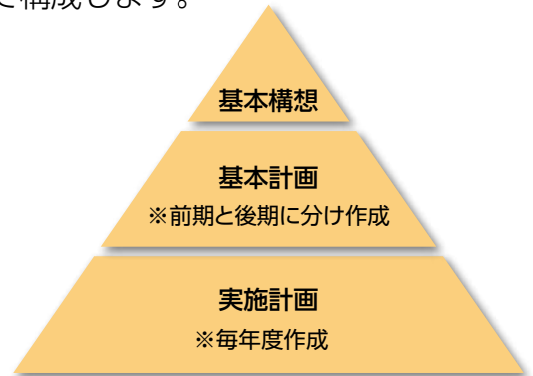 で構成します。
基本構想
基本計画
※前期と後期に分け作成
実施計画
※毎年度作成